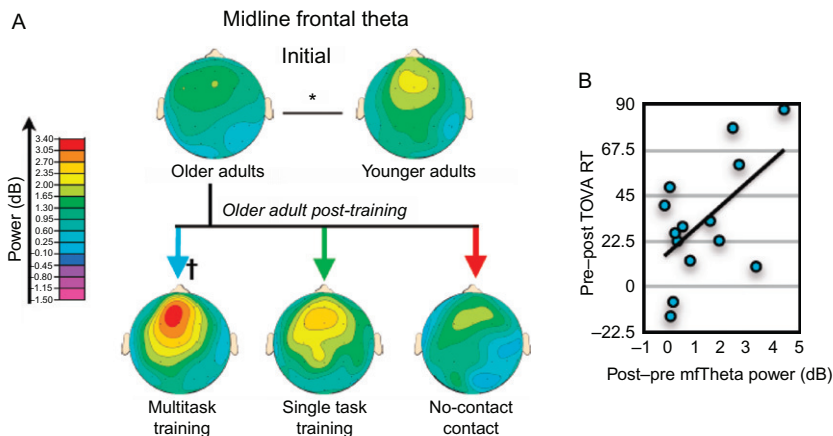 A
Midline frontal theta
Initial
*
Older adults
Younger adults
Older adult post-training
†
Power (dB)
3.40
3.05
2.70
2.35
2.00
1.65
1.30
0.95
0.60
0.25
-0.10
-0.45
-0.80
-1.15
-1.50
Multitask
training
Single task
training
No-contact
contact
B
Pre–post TOVA RT
90
67.5
45
22.5
0
–22.5
–1 0 1 2 3 4 5
Post–pre mfTheta power (dB)